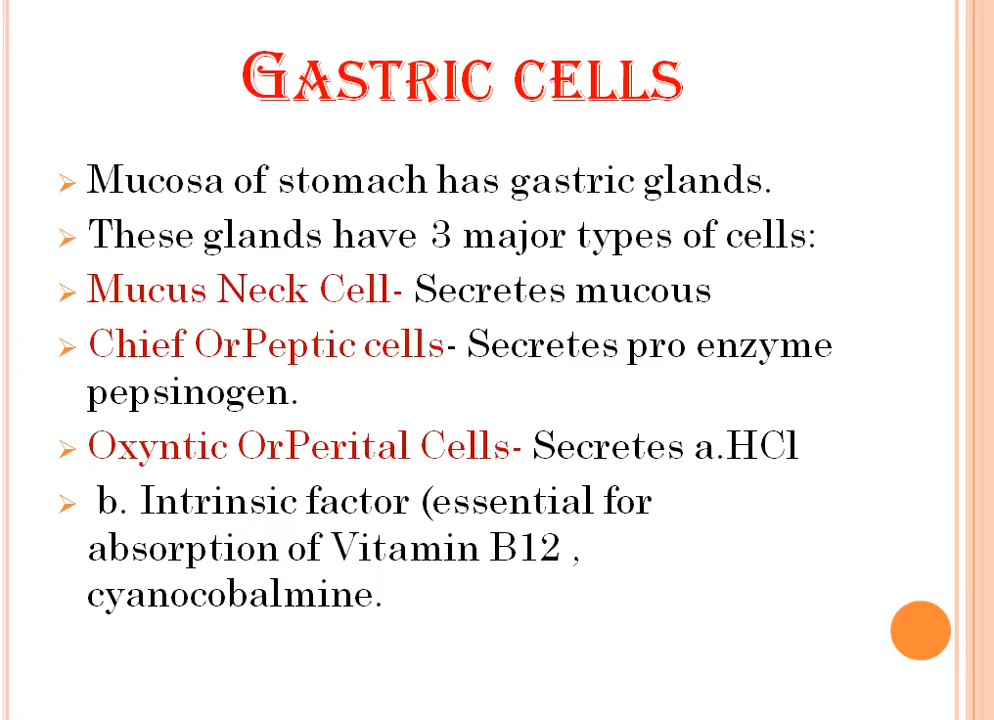 GASTRIC CELLS
Mucosa of stomach has gastric glands.
These glands have 3 major types of cells:
Mucus Neck Cell- Secretes mucous
Chief OrPeptic cells- Secretes pro enzyme
pepsinogen.
Oxyntic OrPerital Cells- Secretes a.HCl
b. Intrinsic factor (essential for
absorption of Vitamin B12 ,
cyanocobalmine.